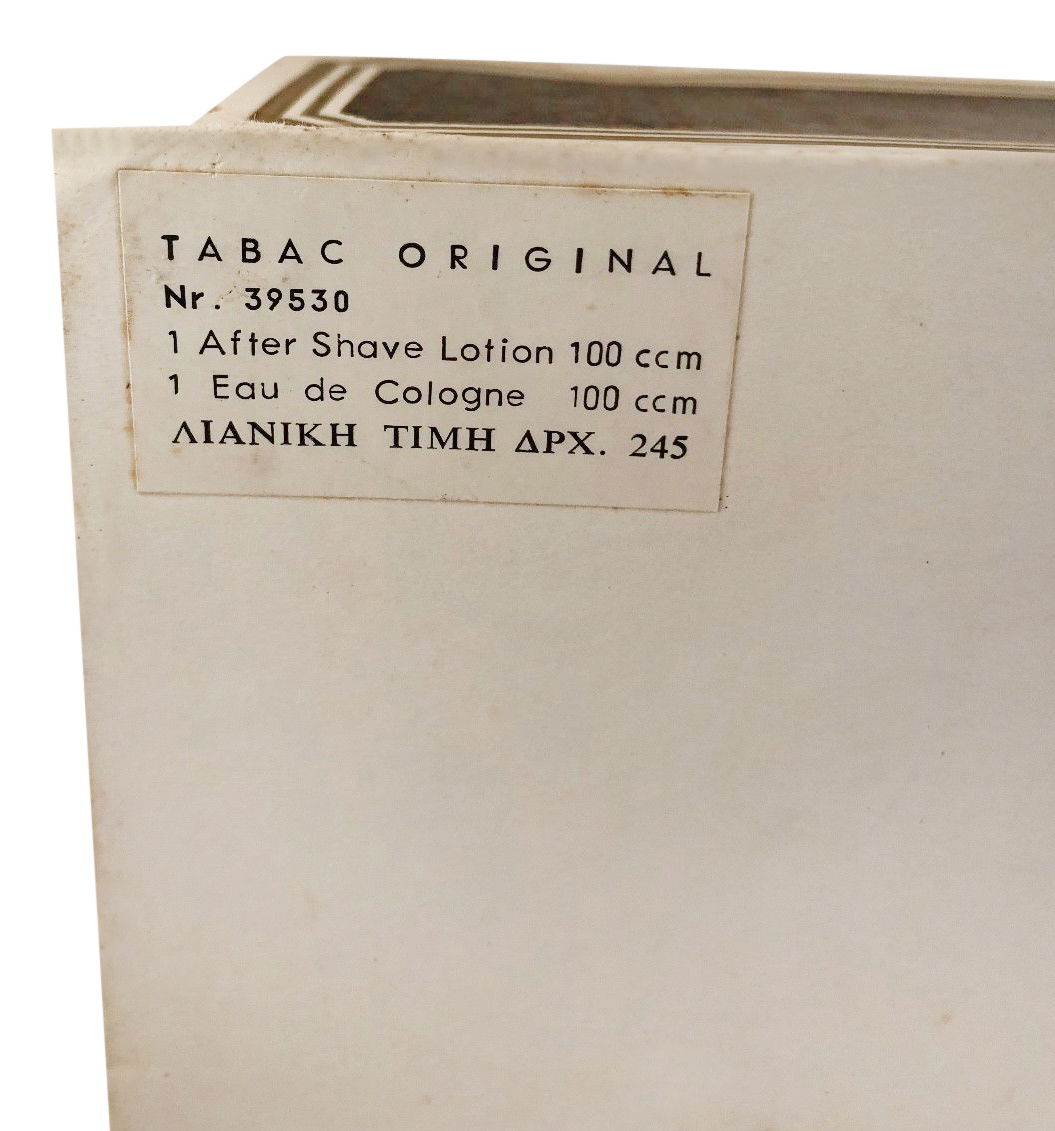 TABAC ORIGINAL
Nr. 39530
1 After Shave Lotion 100 ccm
1 Eau de Cologne 100 ccm
ΛΙΑΝΙΚΗ ΤΙΜΗ ΔΡΧ. 245